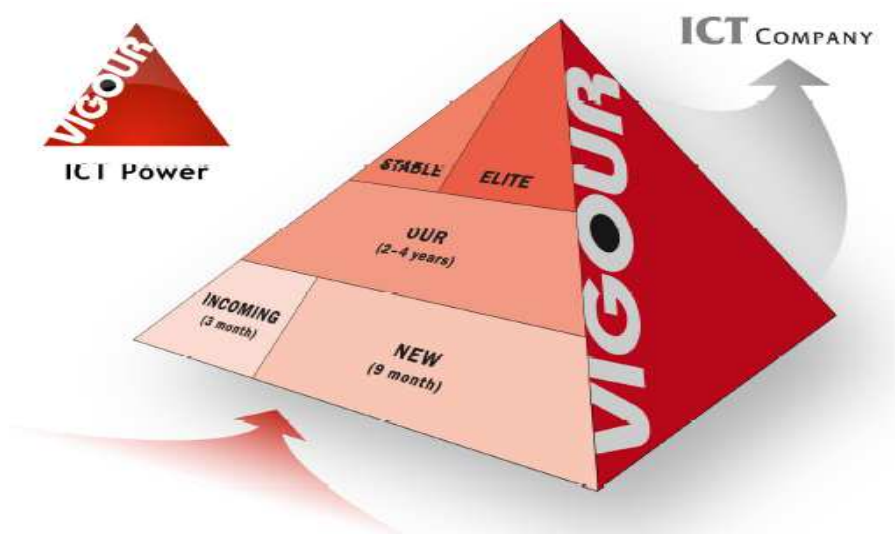 VIGOUR
ICT Power
ICT COMPANY
STABLE
ELITE
OUR
(2-4 years)
INCOMING
(3 month)
NEW
(9 month)
VIGOUR